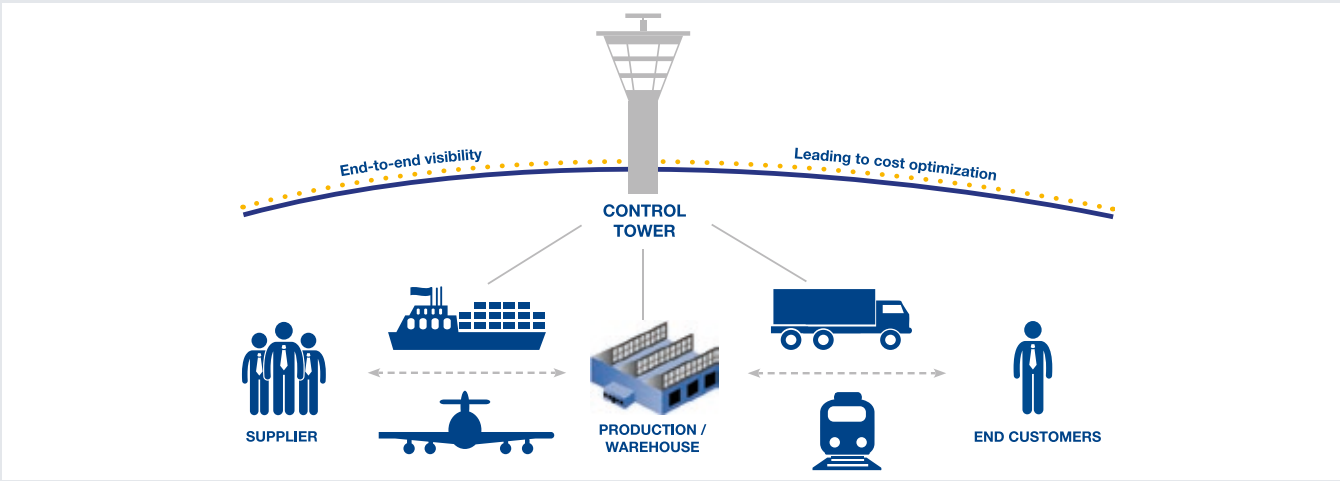 End-to-end visibility
Leading to cost optimization
CONTROL
TOWER
SUPPLIER
PRODUCTION /
WAREHOUSE
END CUSTOMERS